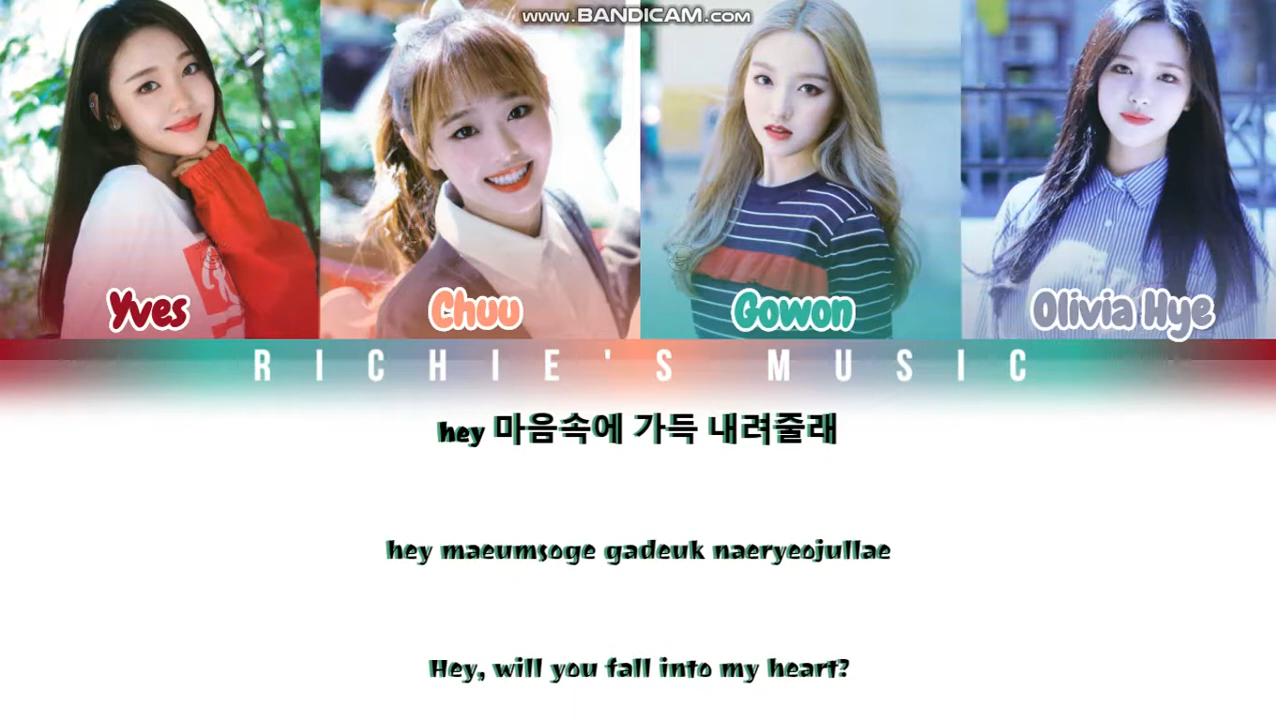 www.BANDICAM.com
Yves
Chuu
Gowon
Olivia Hye
RICHIE'S MUSIC
hey 마음속에 가득 내려줄래
hey maeumsoge gadeuk naeryeojullae
Hey, will you fall into my heart?